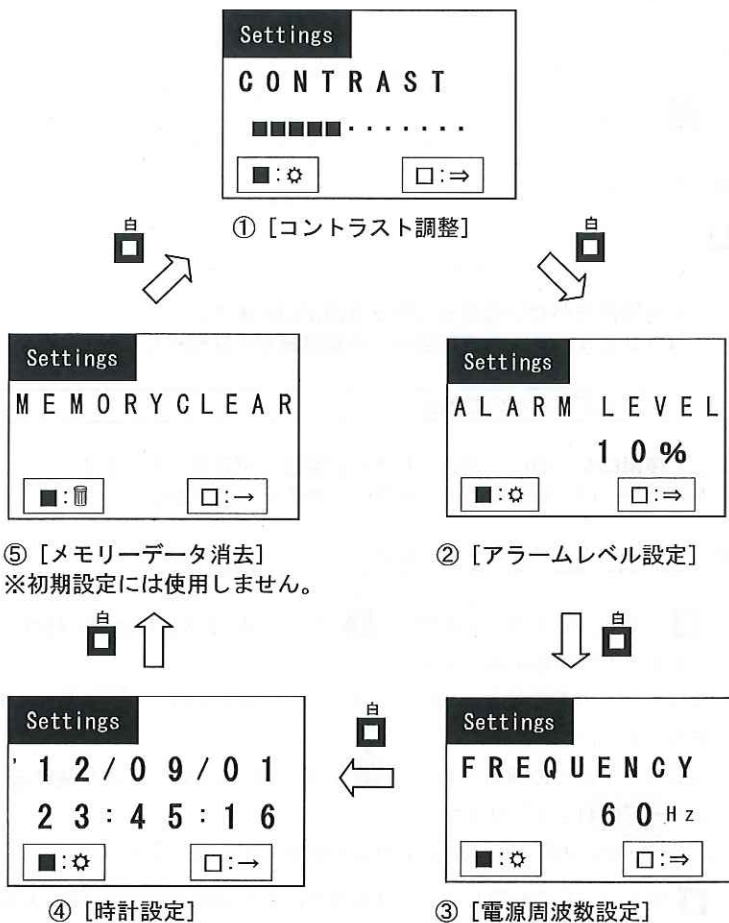 Settings
CONTRAST
■■■■■・・・・・・・
■:☼ □:⇒
① [コントラスト調整]
白
白
Settings
MEMORYCLEAR
■:🗑 □:→
⑤ [メモリーデータ消去]
※初期設定には使用しません。
Settings
ALARM LEVEL
10%
■:☼ □:⇒
② [アラームレベル設定]
白
白
Settings
'12/09/01
23:45:16
■:☼ □:→
④ [時計設定]
白
Settings
FREQUENCY
60Hz
■:☼ □:⇒
③ [電源周波数設定]